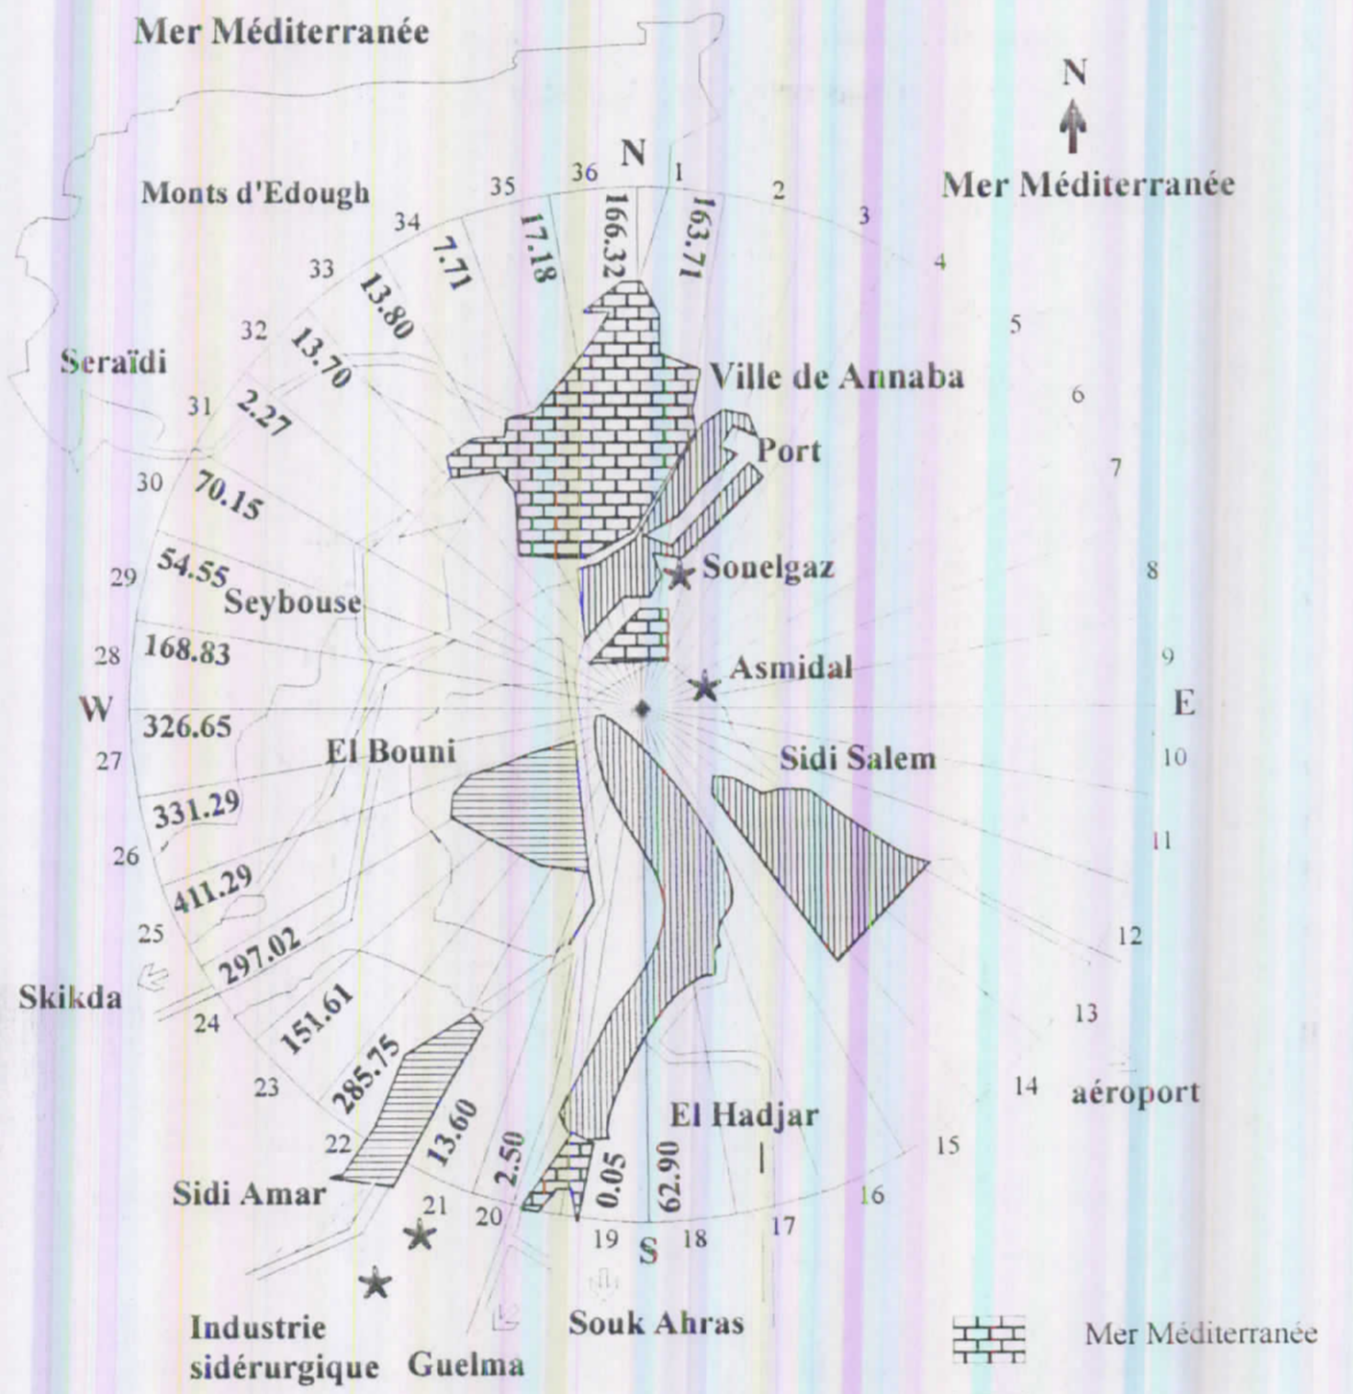 Mer Méditerranée
N
N
36
1
35
2
Monts d'Edough
Mer Méditerranée
34
3
166.32
163.71
17.18
7.71
4
33
13.80
5
32
13.70
Seraïdi
Ville de Annaba
6
31
2.27
Port
7
30
70.15
29
54.55
Sonelgaz
8
Seybouse
28
168.83
Asmidal
9
W
E
326.65
27
El Bouni
Sidi Salem
10
331.29
26
11
411.29
25
12
297.02
Skikda
24
151.61
13
23
285.75
14
aéroport
22
13.60
El Hadjar
15
2.50
0.05
62.90
Sidi Amar
16
21
20
17
19
S
18
Industrie
sidérurgique
Guelma
Souk Ahras
Mer Méditerranée